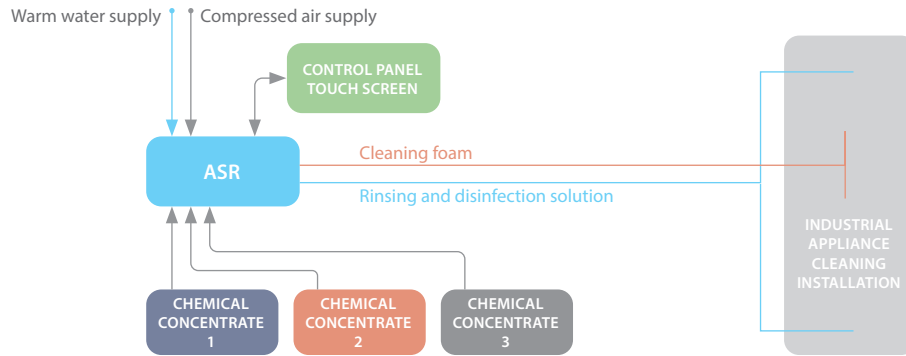 Warm water supply
Compressed air supply
CONTROL PANEL
TOUCH SCREEN
ASR
Cleaning foam
Rinsing and disinfection solution
INDUSTRIAL
APPLIANCE
CLEANING
INSTALLATION
CHEMICAL
CONCENTRATE
1
CHEMICAL
CONCENTRATE
2
CHEMICAL
CONCENTRATE
3